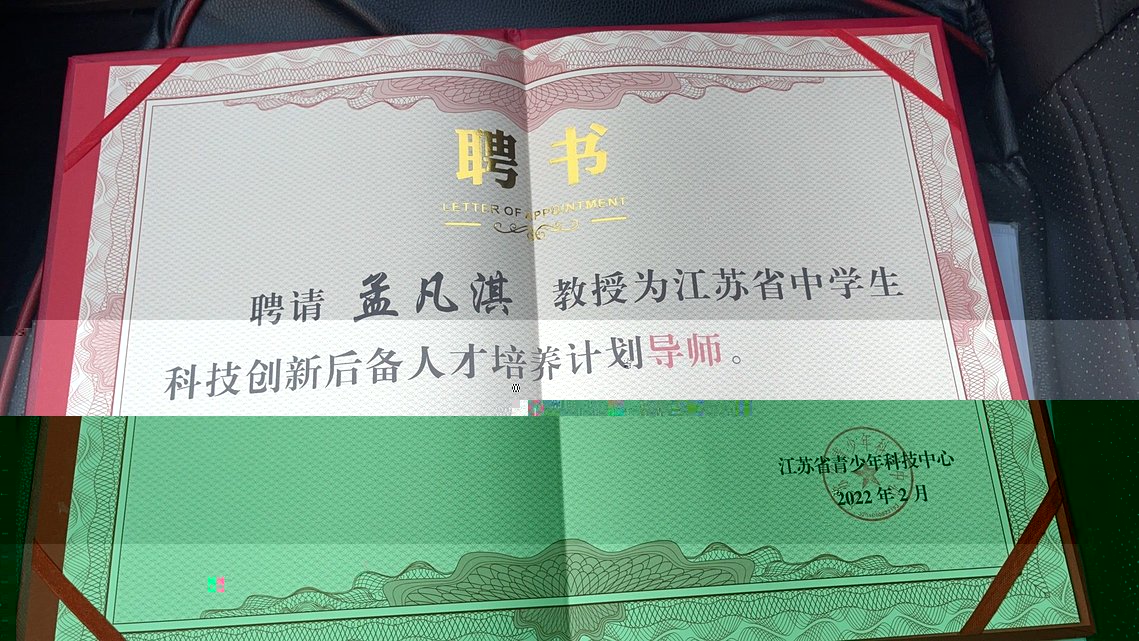 聘书
LETTER OF APPOINTMENT
聘请 孟凡淇 教授为江苏省中学生
科技创新后备人才培养计划导师。
江苏省青少年科技中心
2022年2月